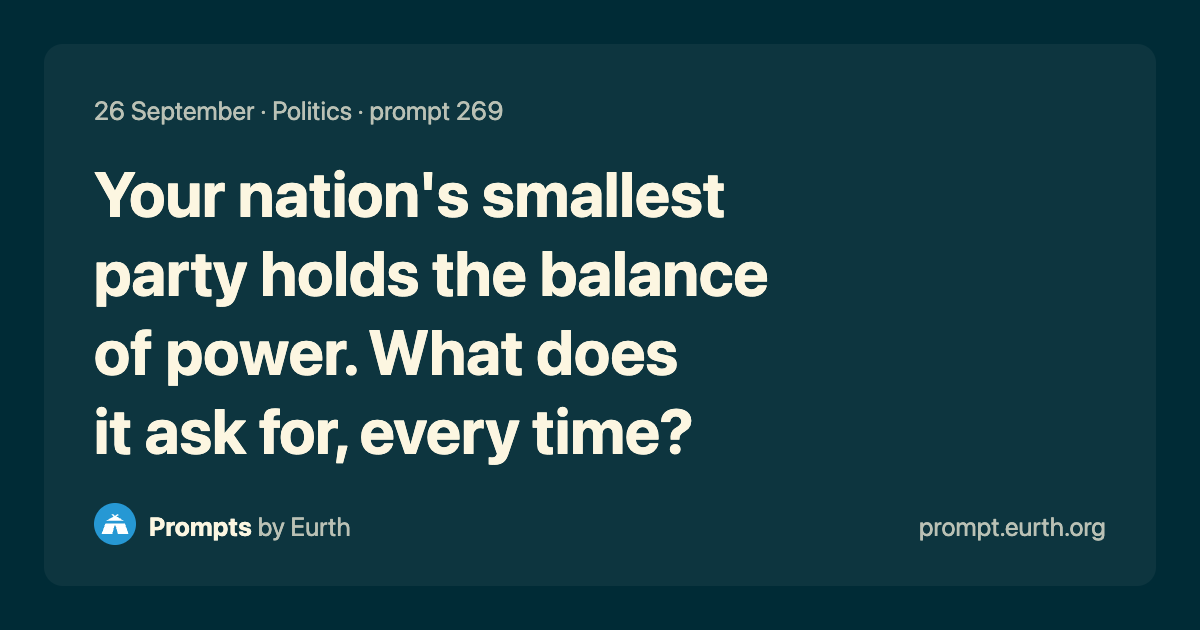 26 September · Politics · prompt 269
Your nation's smallest
party holds the balance
of power. What does
it ask for, every time?
Prompts by Eurth
prompt.eurth.org